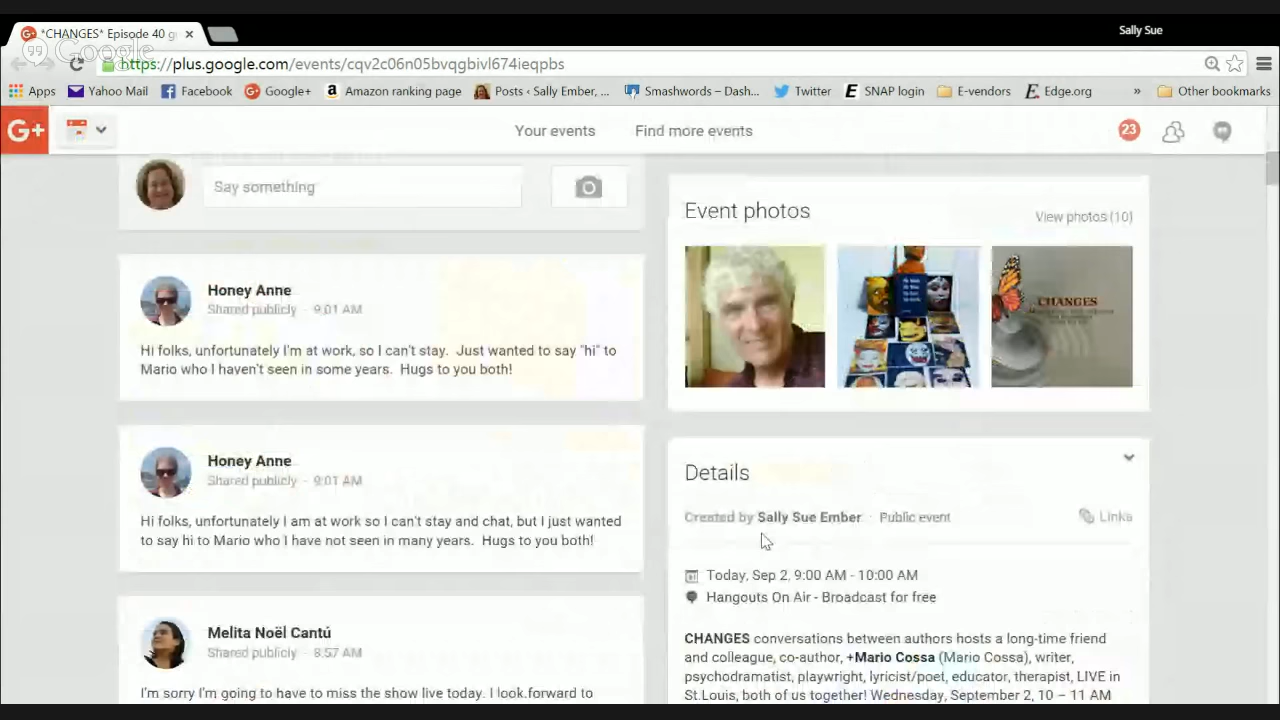 Sally Sue
*CHANGES* Episode 40 g
Google
https://plus.google.com/events/cqv2c06n05bvqgbivl674ieqpbs
Apps Yahoo Mail Facebook Google+ Amazon ranking page Posts ‹ Sally Ember, ... Smashwords – Dash... Twitter SNAP login E-vendors Edge.org » Other bookmarks
G+ Your events Find more events 23
Say something
Honey Anne
Shared publicly - 9:01 AM
Hi folks, unfortunately I'm at work, so I can't stay. Just wanted to say "hi" to
Mario who I haven't seen in some years. Hugs to you both!
Honey Anne
Shared publicly - 9:01 AM
Hi folks, unfortunately I am at work so I can't stay and chat, but I just wanted
to say hi to Mario who I have not seen in many years. Hugs to you both!
Melita Noël Cantú
Shared publicly - 8:57 AM
I'm sorry I'm going to have to miss the show live today. I look forward to
Event photos
View photos (10)
CHANGES
Details
Created by Sally Sue Ember · Public event Links
Today, Sep 2, 9:00 AM - 10:00 AM
Hangouts On Air - Broadcast for free
CHANGES conversations between authors hosts a long-time friend
and colleague, co-author, +Mario Cossa (Mario Cossa), writer,
psychodramatist, playwright, lyricist/poet, educator, therapist, LIVE in
St.Louis, both of us together! Wednesday, September 2, 10 – 11 AM